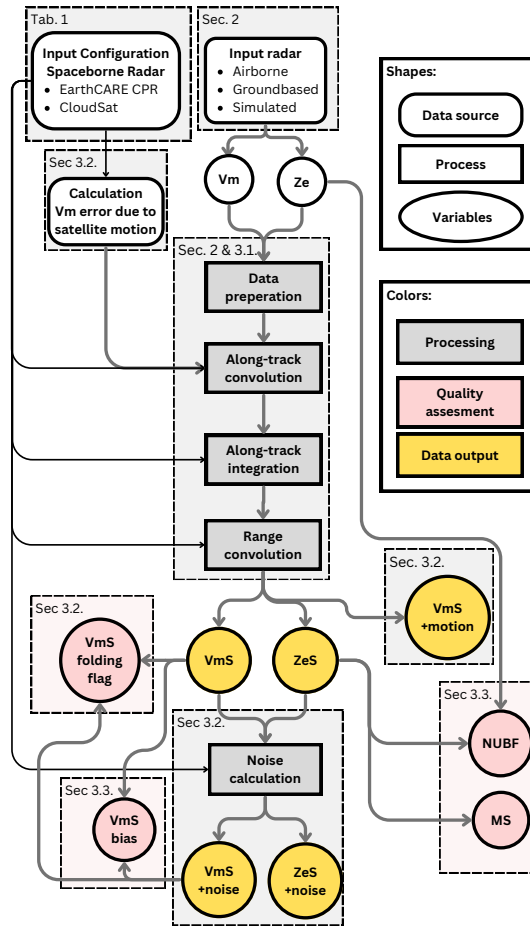 Tab. 1
Input Configuration
Spaceborne Radar
• EarthCARE CPR
• CloudSat
Sec. 2
Input radar
• Airborne
• Groundbased
• Simulated
Shapes:
Data source
Process
Variables
Sec 3.2.
Calculation
Vm error due to
satellite motion
Vm
Ze
Sec. 2 & 3.1.
Data
preperation
Along-track
convolution
Along-track
integration
Range
convolution
Colors:
Processing
Quality
assesment
Data output
Sec. 3.2.
VmS
+motion
Sec 3.2.
VmS
folding
flag
VmS
ZeS
Sec 3.3.
NUBF
MS
Sec 3.2.
Noise
calculation
VmS
+noise
ZeS
+noise
Sec 3.3.
VmS
bias